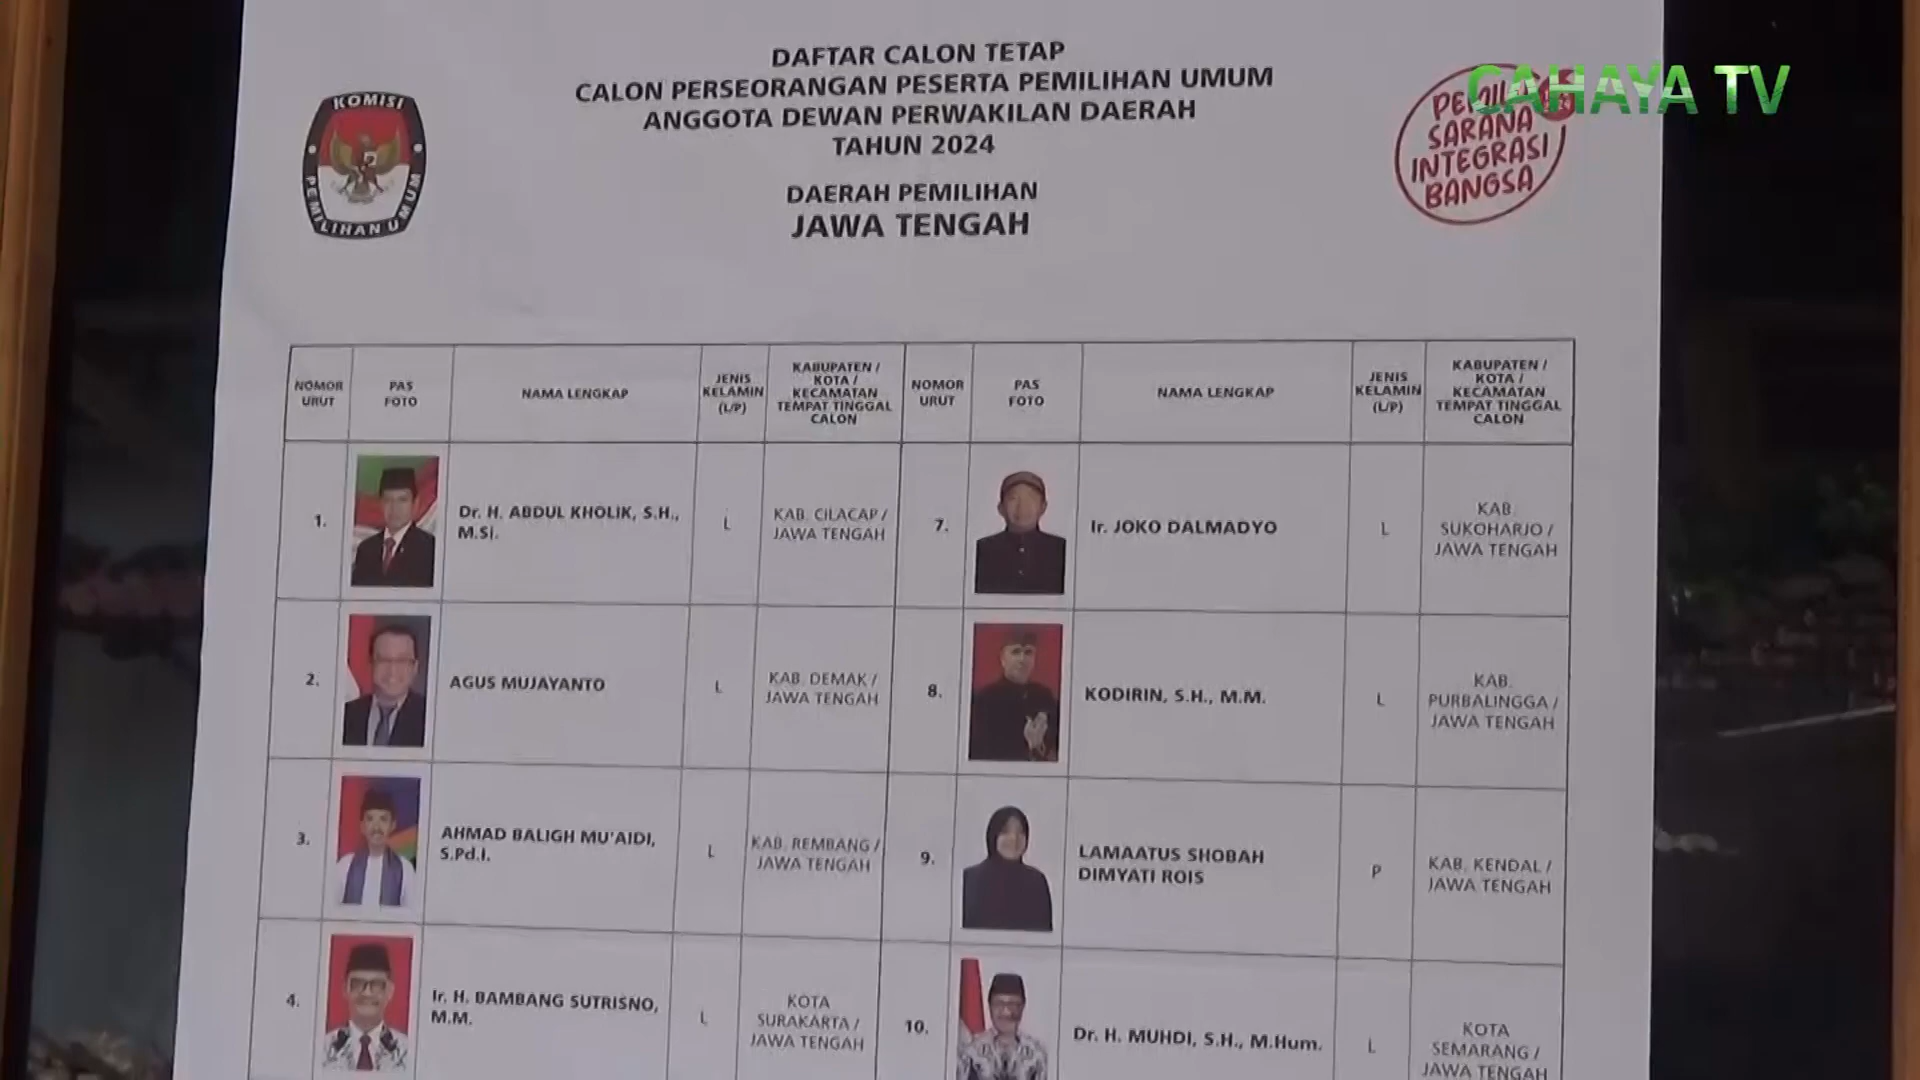 DAFTAR CALON TETAP
CALON PERSEORANGAN PESERTA PEMILIHAN UMUM
ANGGOTA DEWAN PERWAKILAN DAERAH
TAHUN 2024
DAERAH PEMILIHAN
JAWA TENGAH
KOMISI
PEMILIHAN UMUM
CAHAYA TV
SARANA
INTEGRASI
BANGSA
NOMOR URUT
PAS FOTO
NAMA LENGKAP
JENIS KELAMIN (L/P)
KABUPATEN / KOTA / KECAMATAN TEMPAT TINGGAL CALON
NOMOR URUT
PAS FOTO
NAMA LENGKAP
JENIS KELAMIN (L/P)
KABUPATEN / KOTA / KECAMATAN TEMPAT TINGGAL CALON
1.
Dr. H. ABDUL KHOLIK, S.H.,
M.Si.
L
KAB. CILACAP /
JAWA TENGAH
7.
Ir. JOKO DALMADYO
L
KAB.
SUKOHARJO /
JAWA TENGAH
2.
AGUS MUJAYANTO
L
KAB. DEMAK /
JAWA TENGAH
8.
KODIRIN, S.H., M.M.
L
KAB.
PURBALINGGA /
JAWA TENGAH
3.
AHMAD BALIGH MU'AIDI,
S.Pd.I.
L
KAB. REMBANG /
JAWA TENGAH
9.
LAMAATUS SHOBAH
DIMYATI ROIS
P
KAB. KENDAL /
JAWA TENGAH
4.
Ir. H. BAMBANG SUTRISNO,
M.M.
L
KOTA
SURAKARTA /
JAWA TENGAH
10.
Dr. H. MUHDI, S.H., M.Hum.
L
KOTA
SEMARANG /
JAWA TENGAH